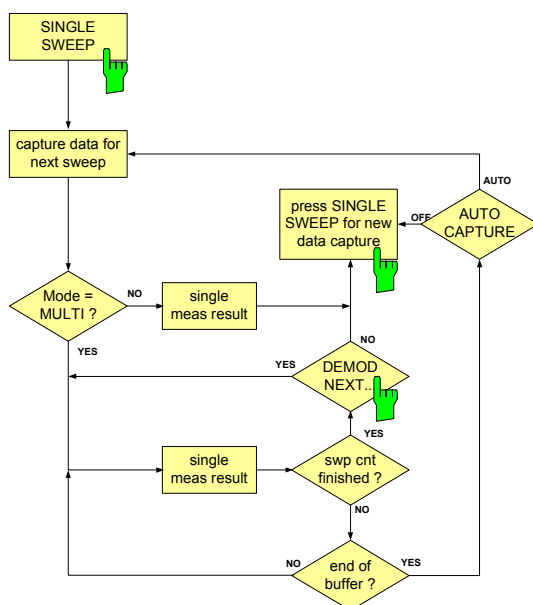 SINGLE
SWEEP
capture data for
next sweep
AUTO
press SINGLE
SWEEP for new
data capture
OFF
AUTO
CAPTURE
Mode =
MULTI ?
NO
single
meas result
YES
NO
YES
DEMOD
NEXT...
YES
single
meas result
swp cnt
finished ?
NO
NO
end of
buffer ?
YES